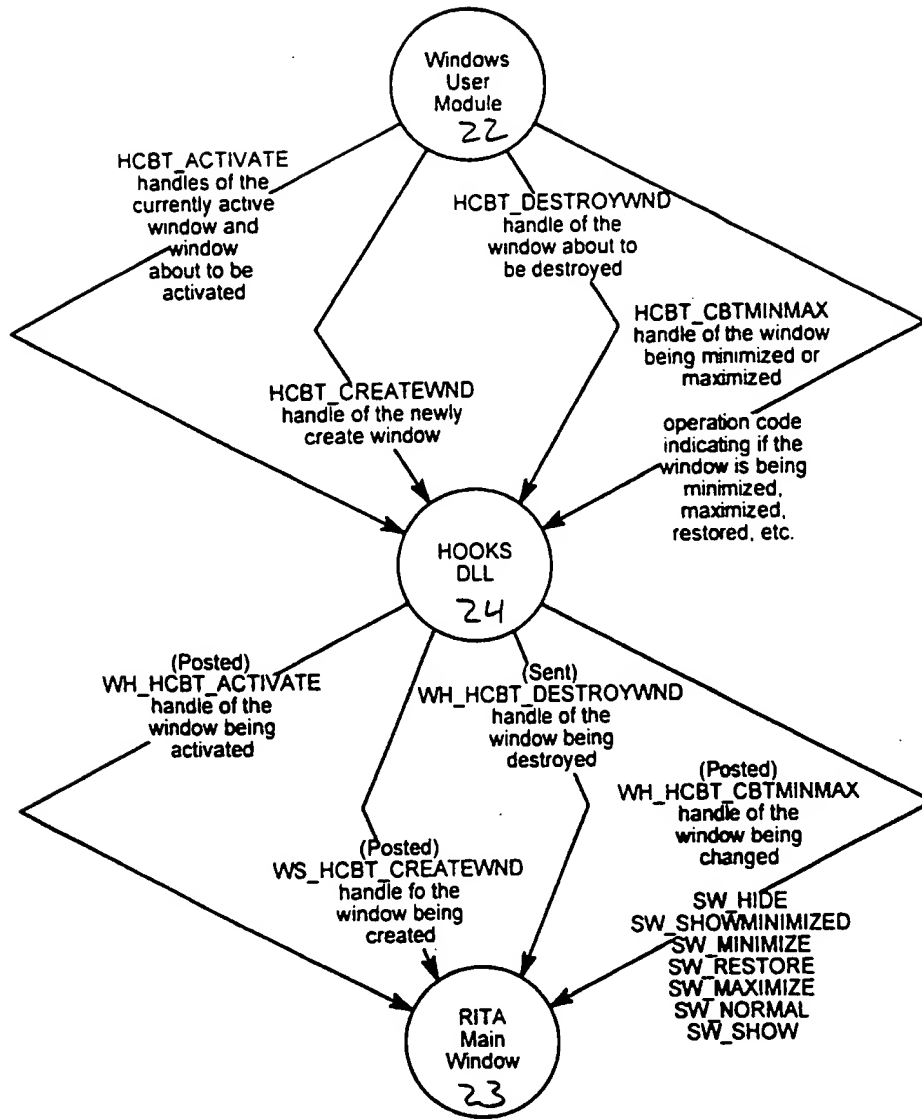 Windows
User
Module
22
HCBT_ACTIVATE
handles of the
currently active
window and
window
about to be
activated
HCBT_DESTROYWND
handle of the
window about to
be destroyed
HCBT_CBTMINMAX
handle of the window
being minimized or
maximized
HCBT_CREATEWND
handle of the newly
create window
operation code
indicating if the
window is being
minimized,
maximized,
restored, etc.
HOOKS
DLL
24
(Posted)
WH_HCBT_ACTIVATE
handle of the
window being
activated
(Sent)
WH_HCBT_DESTROYWND
handle of the
window being
destroyed
(Posted)
WH_HCBT_CBTMINMAX
handle of the
window being
changed
(Posted)
WS_HCBT_CREATEWND
handle fo the
window being
created
SW_HIDE
SW_SHOWMINIMIZED
SW_MINIMIZE
SW_RESTORE
SW_MAXIMIZE
SW_NORMAL
SW_SHOW
RITA
Main
Window
23